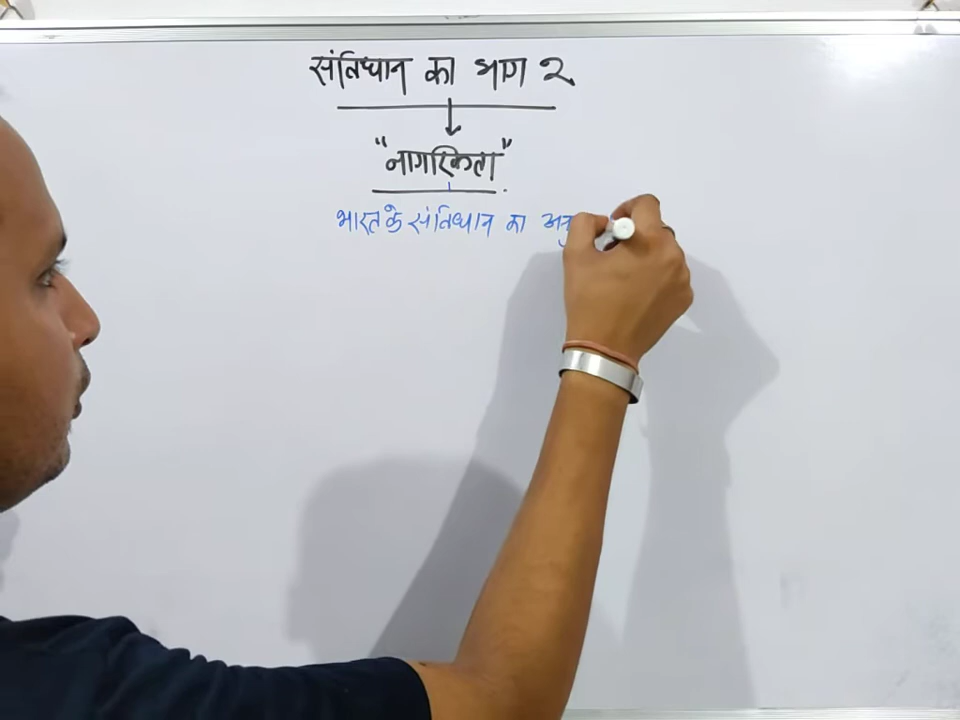 संविधान का भाग 2
"नागरिकता"
भारत के संविधान का